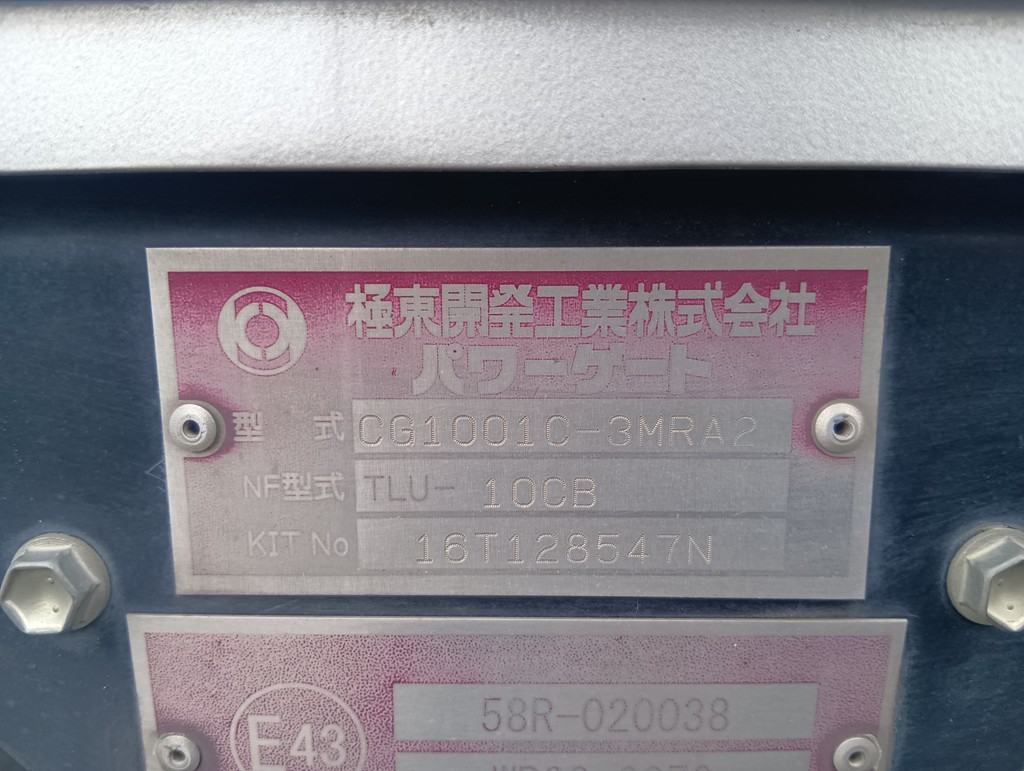 極東開発工業株式会社
パワーゲート
型 式 CG1001C-3MRA2
NF型式 TLU- 10CB
KIT No 16T128547N
E43 58R-020038